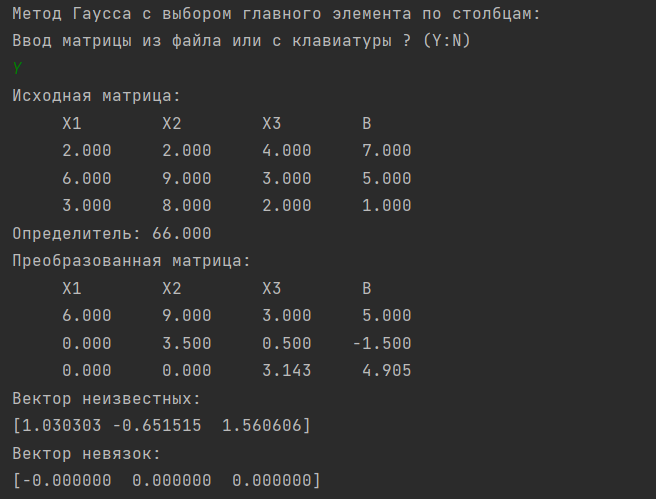 Метод Гаусса с выбором главного элемента по столбцам:
Ввод матрицы из файла или с клавиатуры ? (Y:N)
Y
Исходная матрица:
X1 X2 X3 B
2.000 2.000 4.000 7.000
6.000 9.000 3.000 5.000
3.000 8.000 2.000 1.000
Определитель: 66.000
Преобразованная матрица:
X1 X2 X3 B
6.000 9.000 3.000 5.000
0.000 3.500 0.500 -1.500
0.000 0.000 3.143 4.905
Вектор неизвестных:
[1.030303 -0.651515 1.560606]
Вектор невязок:
[-0.000000 0.000000 0.000000]